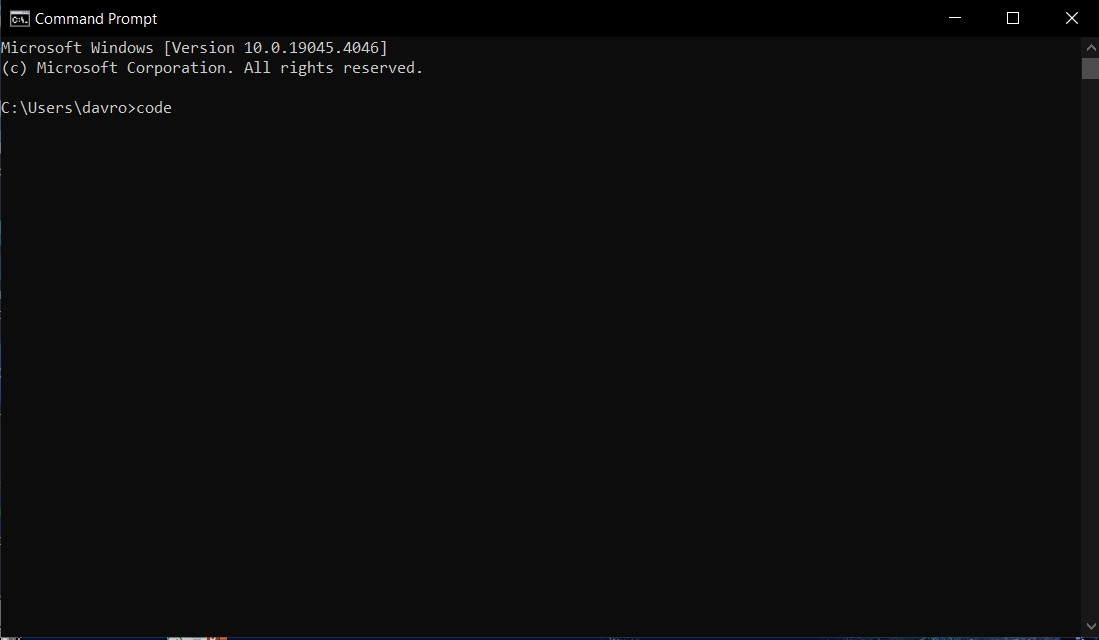 Command Prompt
Microsoft Windows [Version 10.0.19045.4046]
(c) Microsoft Corporation. All rights reserved.
C:\Users\davro>code